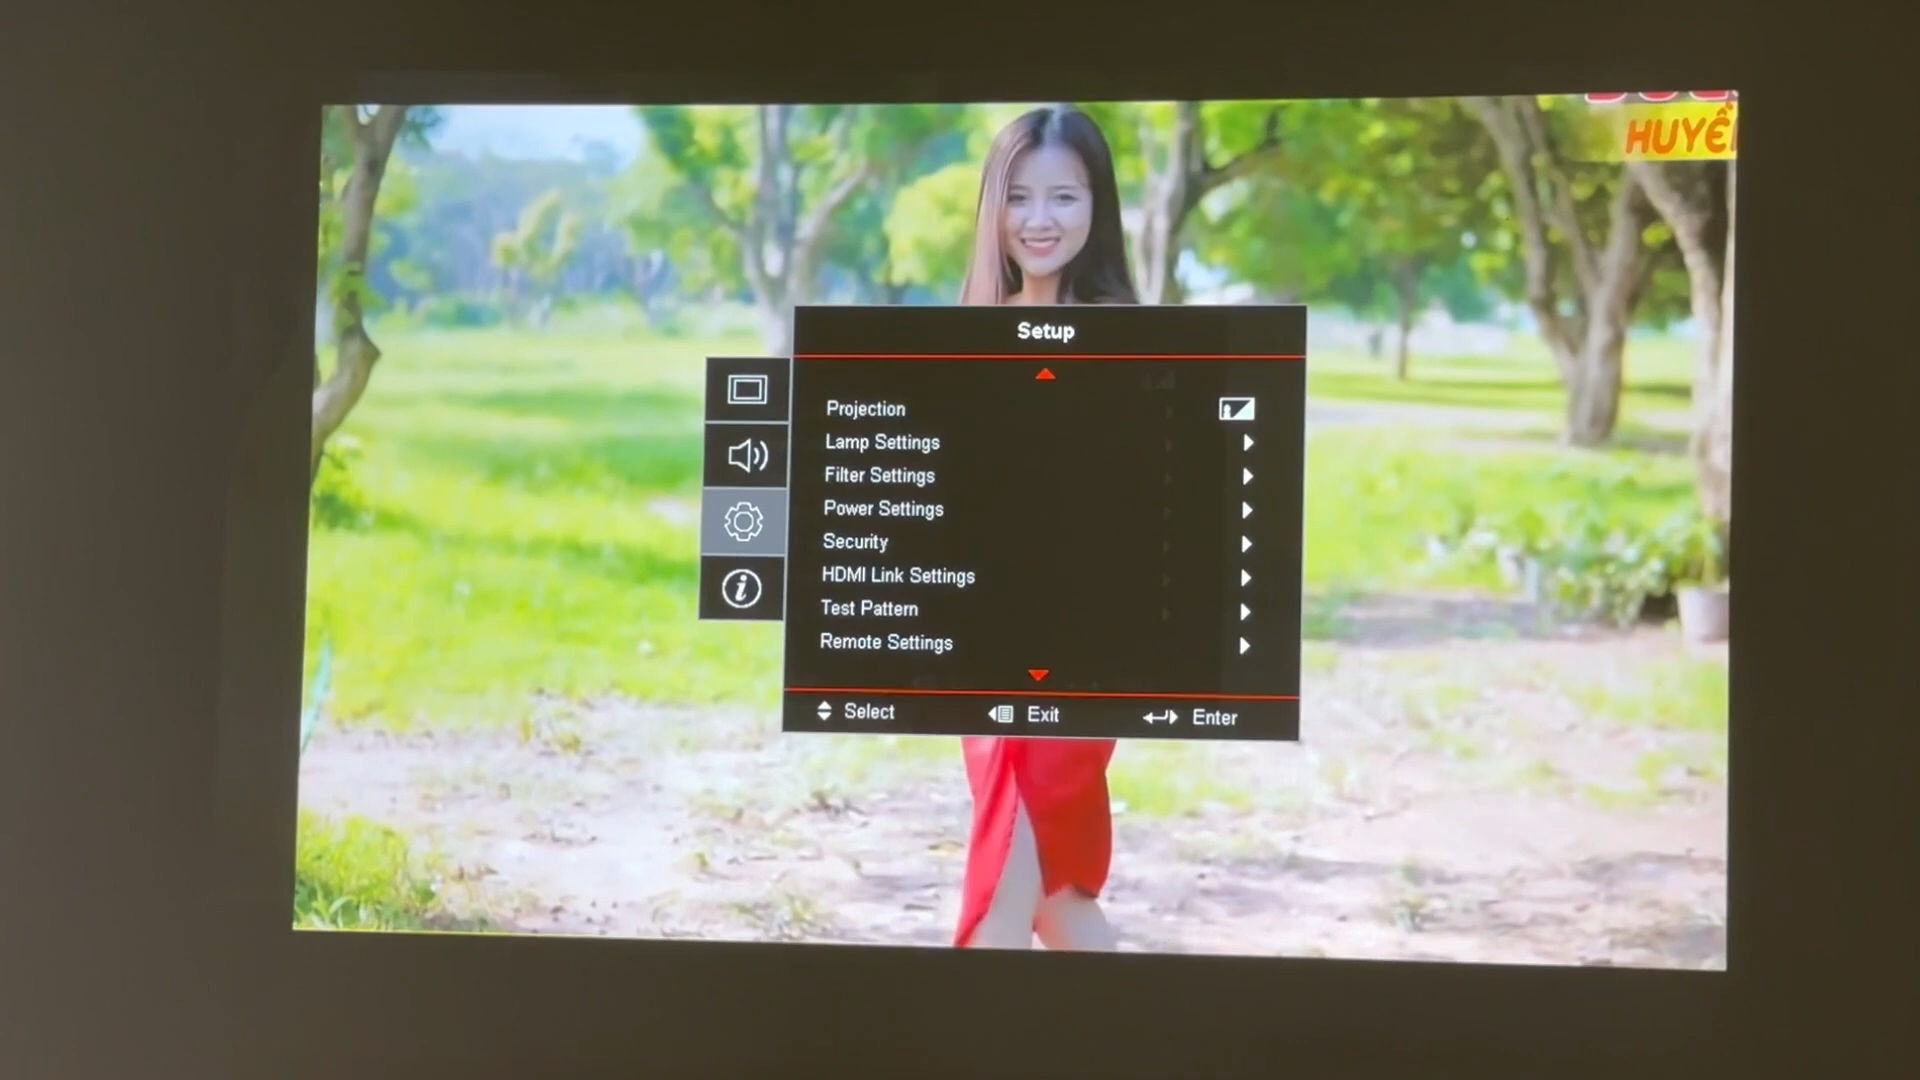 HUYỀ
Setup
Projection
Lamp Settings
Filter Settings
Power Settings
Security
HDMI Link Settings
Test Pattern
Remote Settings
Select Exit Enter